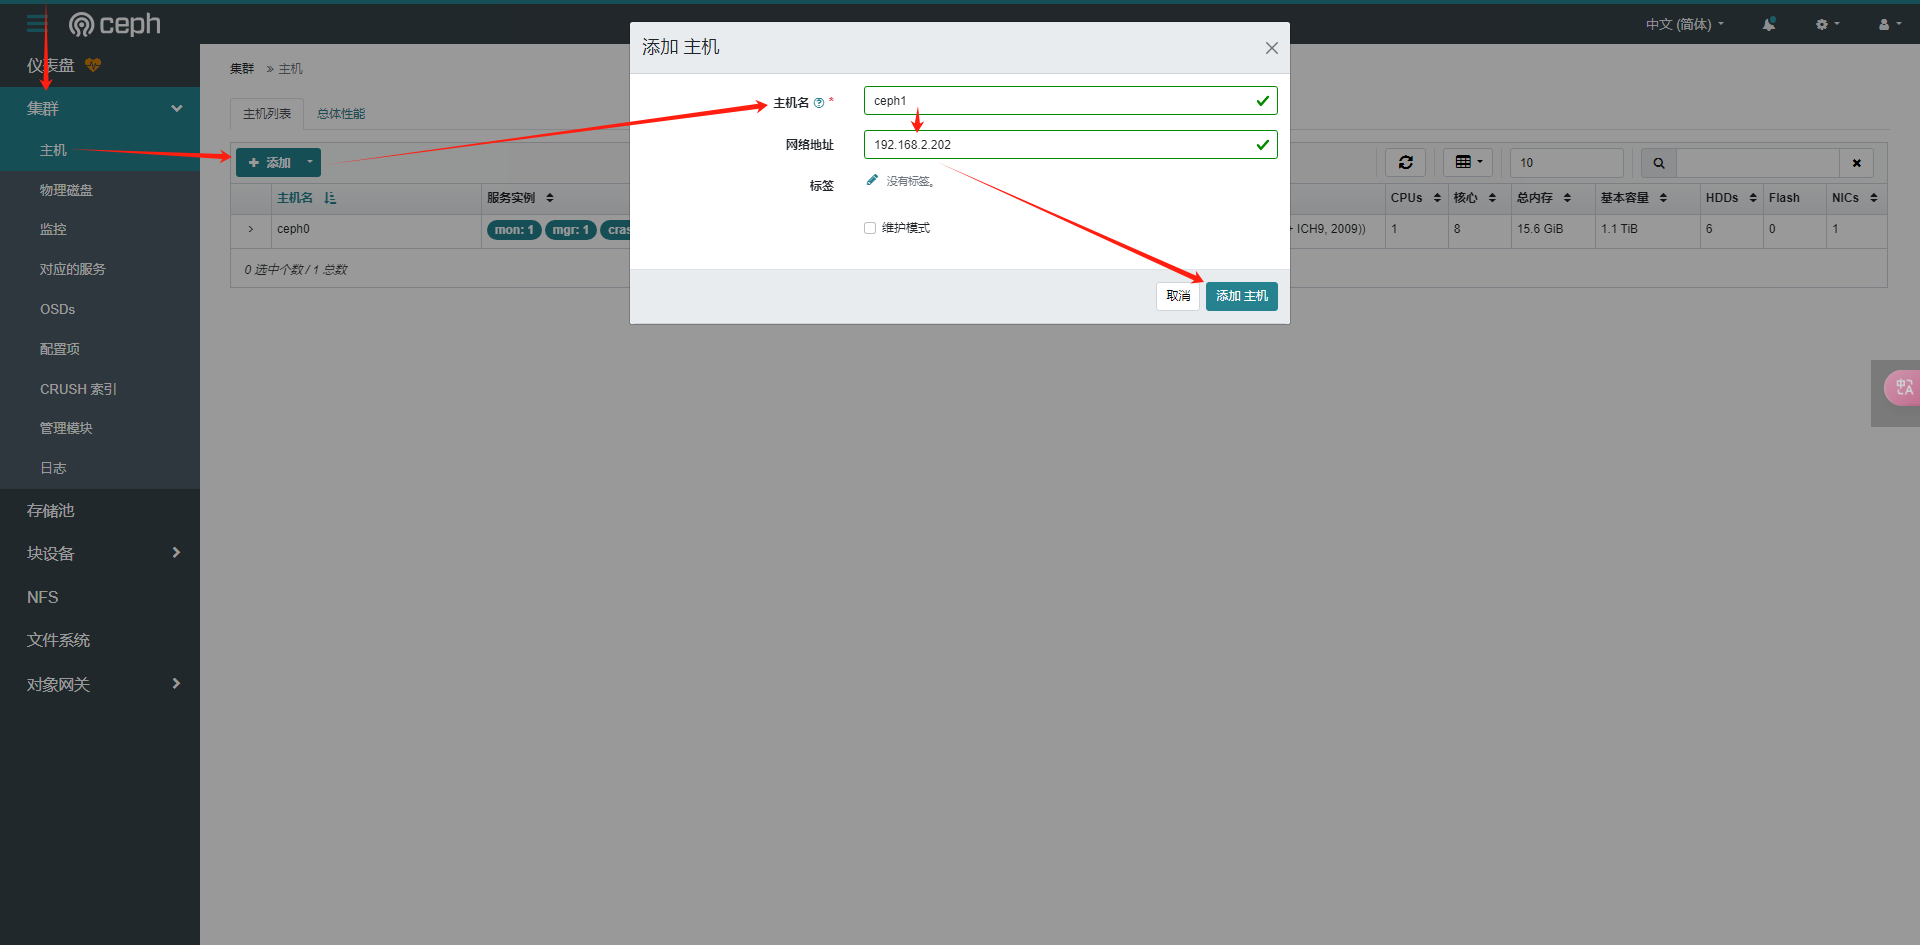 ceph
中文 (简体)
仪表盘
集群
主机
物理磁盘
监控
对应的服务
OSDs
配置项
CRUSH 索引
管理模块
日志
存储池
块设备
NFS
文件系统
对象网关
集群 » 主机
主机列表 总体性能
添加
10
主机名 服务实例 CPUs 核心 总内存 基本容量 HDDs Flash NICs
ceph0 mon: 1 mgr: 1 ICH9, 2009)) 1 8 15.6 GiB 1.1 TiB 6 0 1
0 选中个数 / 1 总数
添加 主机
主机名 * ceph1
网络地址 192.168.2.202
标签 没有标签。
维护模式
取消 添加 主机
中 A